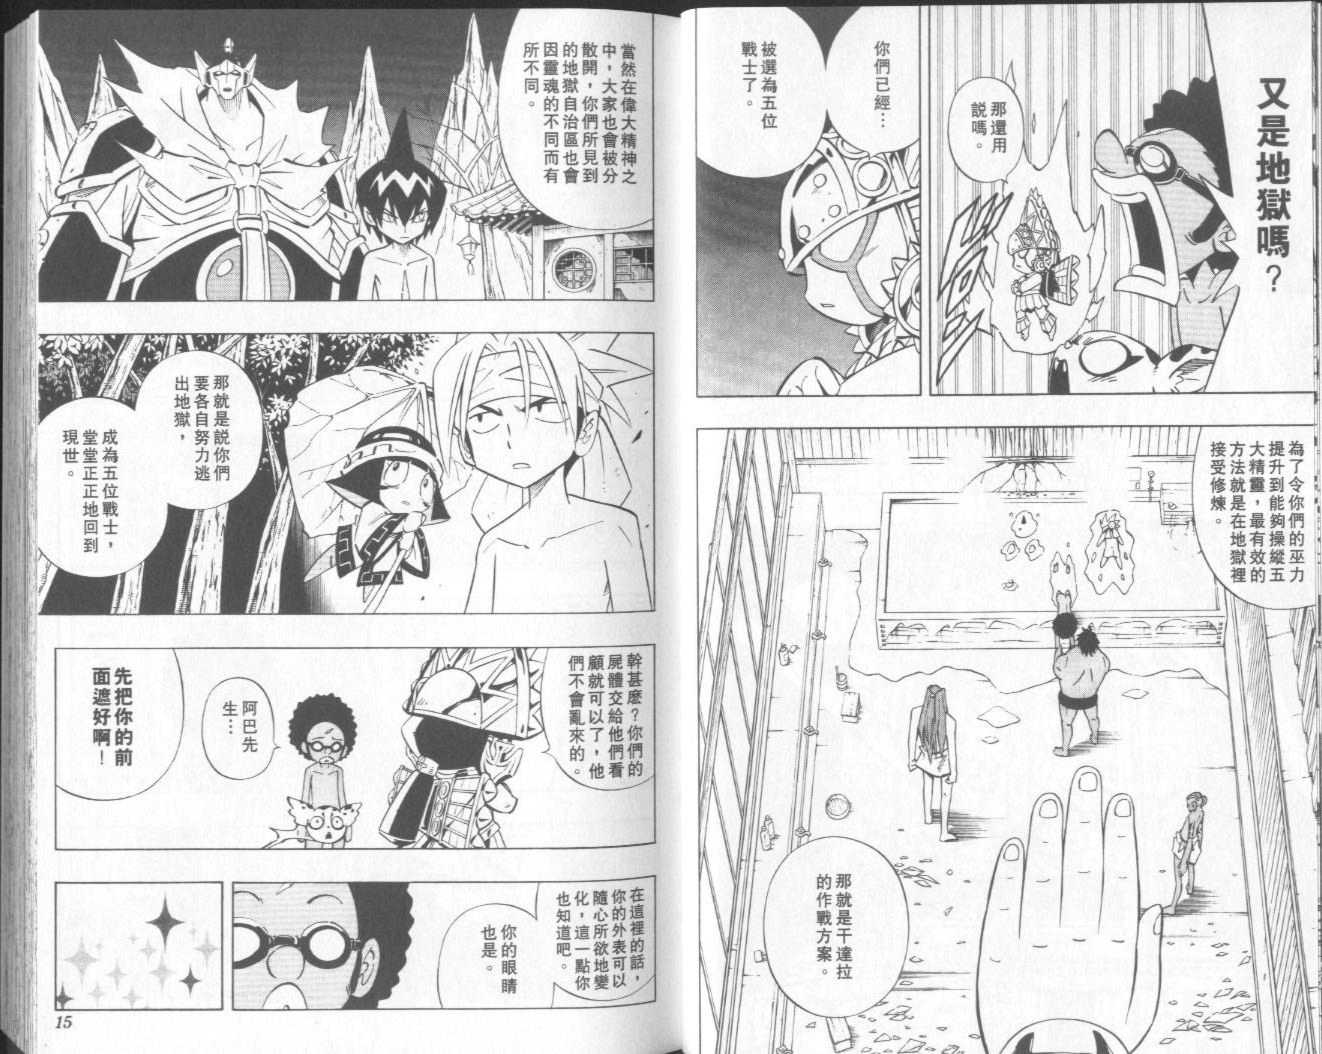 又是地獄嗎？
那還用
說嗎。
你們已經…
被選為五位
戰士了。
為了令你們的巫力
提升到能夠操縱五
大精靈，最有效的
方法就是在地獄裡
接受修煉。
那就是干達拉
的作戰方案。
當然在偉大精神之
中，大家也會被分
散開，你們所見到
的地獄自治區也會
因靈魂的不同而有
所不同。
那就是說你們
要各自努力逃
出地獄，
成為五位戰士，
堂堂正正地回到
現世。
幹甚麼？你們的
屍體交給他們看
顧就可以了，他
們不會亂來的。
阿巴先
生…
先把你的前
面遮好啊！
在這裡的話，
你的外表可以
隨心所欲地變
化，這一點你
也知道吧。
你的眼睛
也是。
15